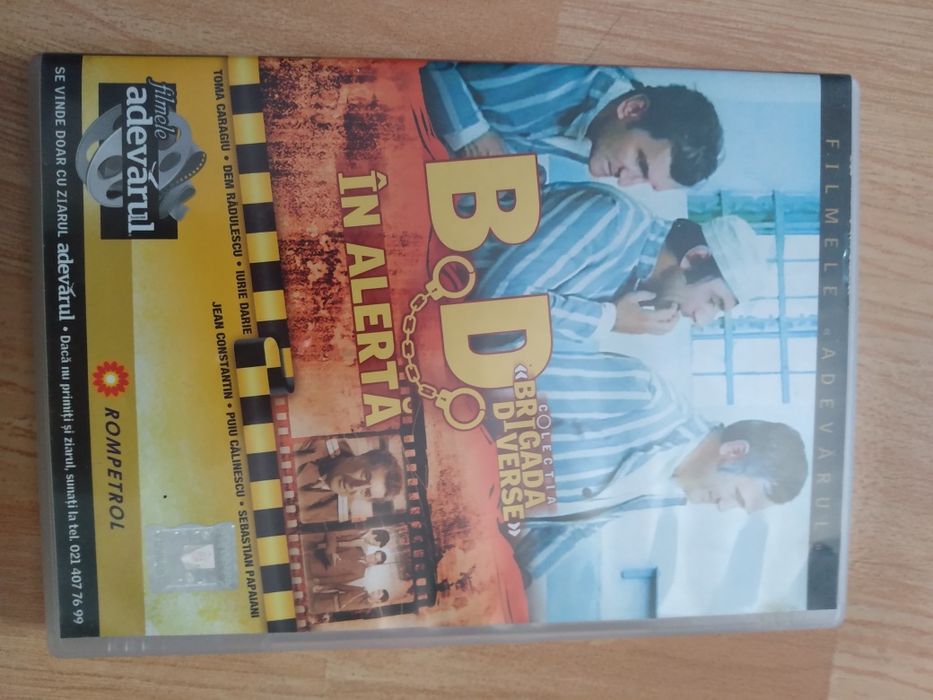 FILMELE «ADEVĂRUL»
COLECȚIA
«BRIGADA
DIVERSE»
B.D.
ÎN ALERTĂ
TOMA CARAGIU • DEM RĂDULESCU • IURIE DARIE
JEAN CONSTANTIN • PUIU CĂLINESCU • SEBASTIAN PAPAIANI
filmele
adevărul
ROMPETROL
SE VINDE DOAR CU ZIARUL adevărul • Dacă nu primiți și ziarul, sunați la tel. 021 407 76 99